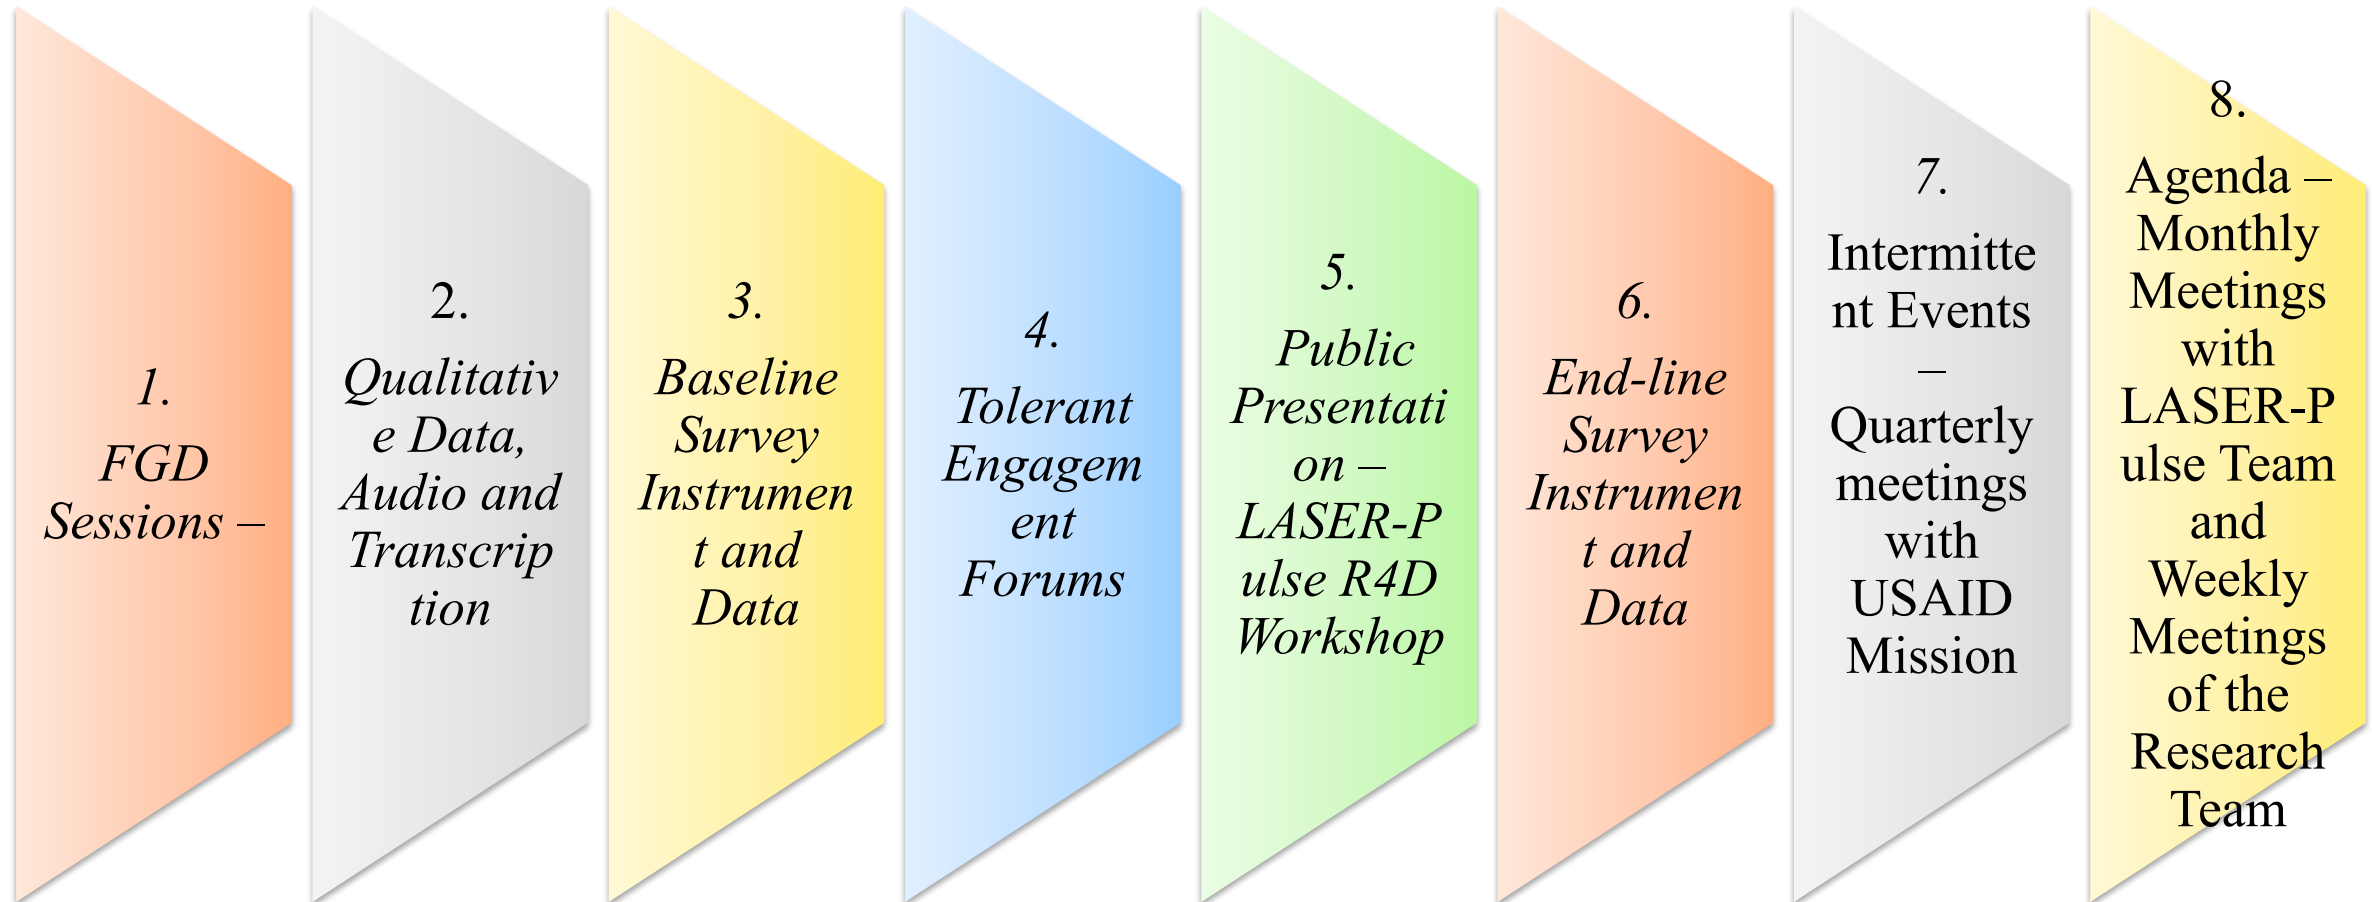 1.
FGD
Sessions –
2.
Qualitativ
e Data,
Audio and
Transcrip
tion
3.
Baseline
Survey
Instrumen
t and
Data
4.
Tolerant
Engagem
ent
Forums
5.
Public
Presentati
on –
LASER-P
ulse R4D
Workshop
6.
End-line
Survey
Instrumen
t and
Data
7.
Intermitte
nt Events
–
Quarterly
meetings
with
USAID
Mission
8.
Agenda –
Monthly
Meetings
with
LASER-P
ulse Team
and
Weekly
Meetings
of the
Research
Team